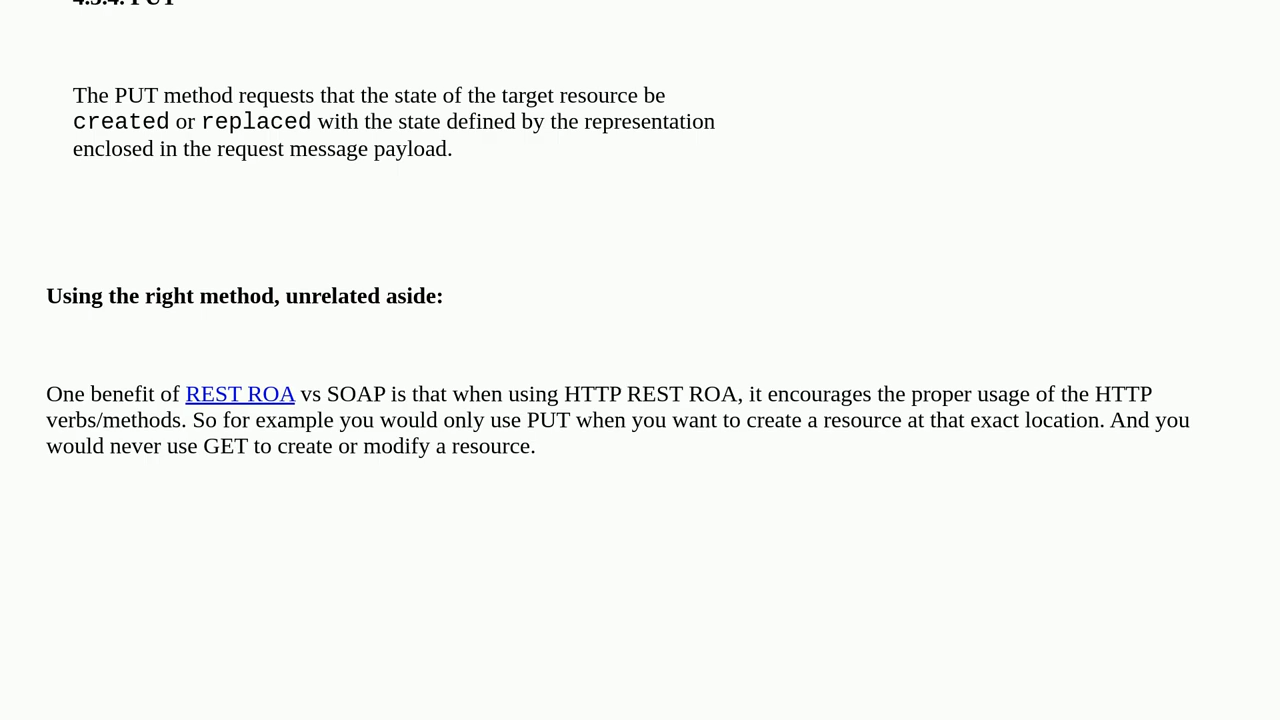 4.3.4. PUT
The PUT method requests that the state of the target resource be
created or replaced with the state defined by the representation
enclosed in the request message payload.
Using the right method, unrelated aside:
One benefit of REST ROA vs SOAP is that when using HTTP REST ROA, it encourages the proper usage of the HTTP
verbs/methods. So for example you would only use PUT when you want to create a resource at that exact location. And you
would never use GET to create or modify a resource.